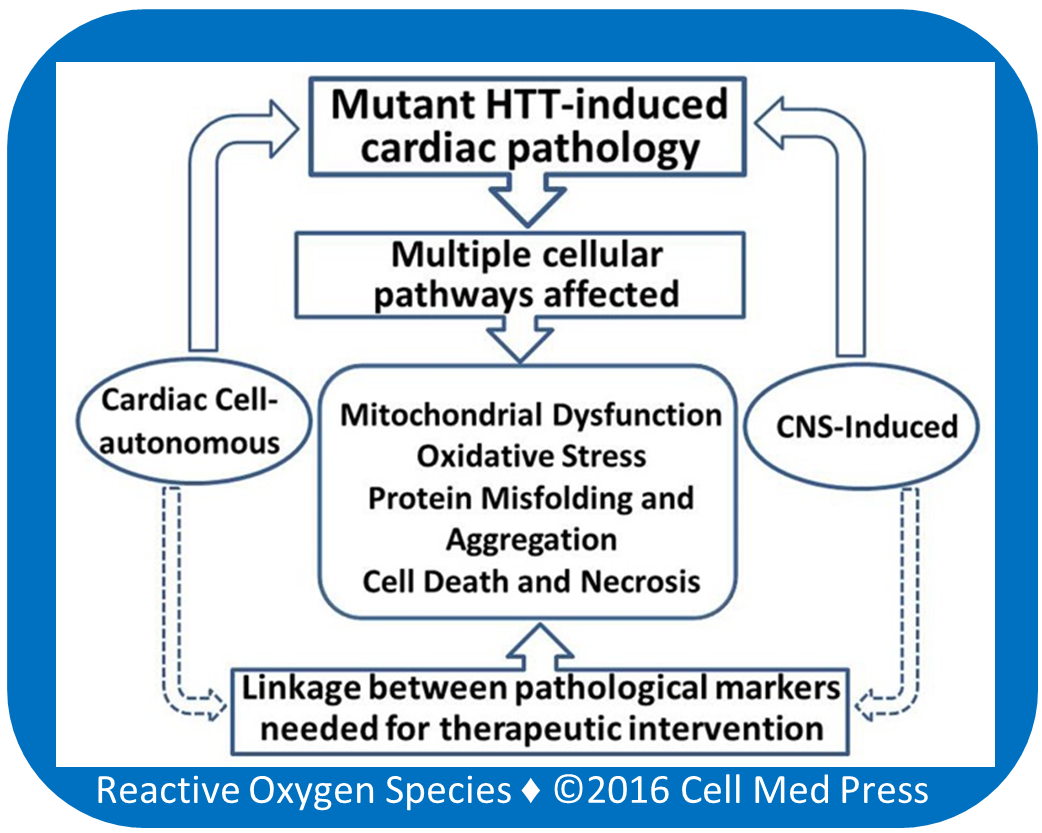 Mutant HTT-induced
cardiac pathology
Multiple cellular
pathways affected
Cardiac Cell-
autonomous
Mitochondrial Dysfunction
Oxidative Stress
Protein Misfolding and
Aggregation
Cell Death and Necrosis
CNS-Induced
Linkage between pathological markers
needed for therapeutic intervention
Reactive Oxygen Species ♦ ©2016 Cell Med Press